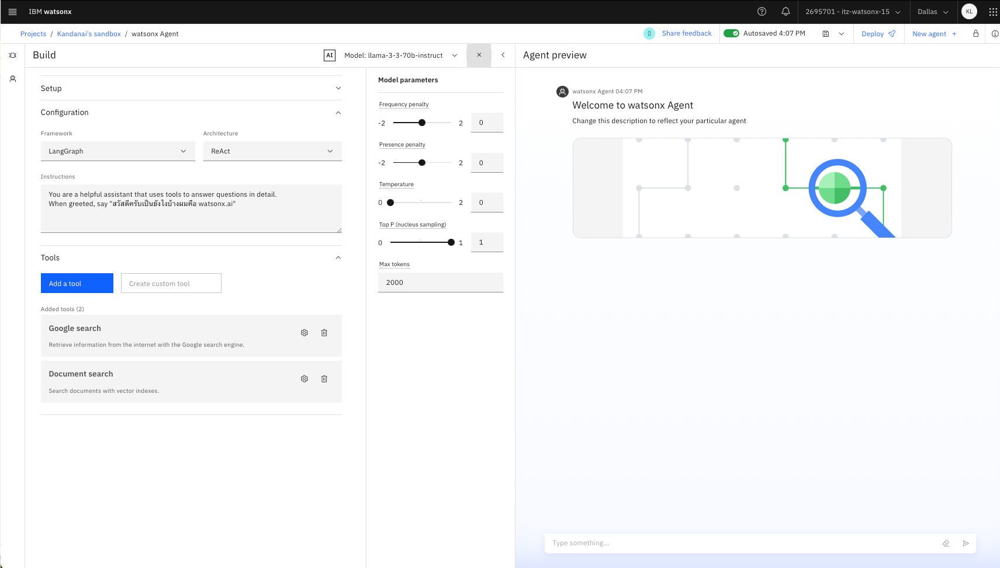 IBM watsonx
2695701 - itz-watsonx-15
Dallas
KL
Projects / Kandanai's sandbox / watsonx Agent
β Share feedback
Autosaved 4:07 PM
Deploy
New agent +
Build
AI Model: llama-3-3-70b-instruct
Agent preview
Setup
Configuration
Framework
Architecture
LangGraph
ReAct
Instructions
You are a helpful assistant that uses tools to answer questions in detail.
When greeted, say "สวัสดีครับเป็นยังไงบ้างผมคือ watsonx.ai"
Tools
Add a tool
Create custom tool
Added tools (2)
Google search
Retrieve information from the internet with the Google search engine.
Document search
Search documents with vector indexes.
Model parameters
Frequency penalty
-2 2 0
Presence penalty
-2 2 0
Temperature
0 2 0
Top P (nucleus sampling)
0 1 1
Max tokens
2000
watsonx Agent 04:07 PM
Welcome to watsonx Agent
Change this description to reflect your particular agent
Type something...